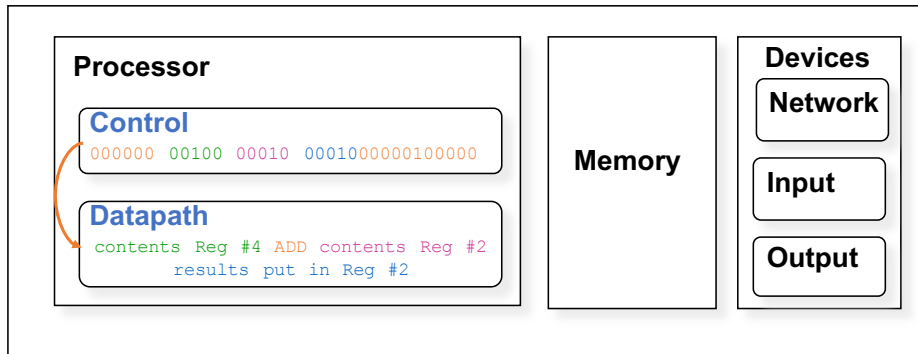 Processor
Control
000000 00100 00010 0001000000100000
Datapath
contents Reg #4 ADD contents Reg #2
results put in Reg #2
Memory
Devices
Network
Input
Output